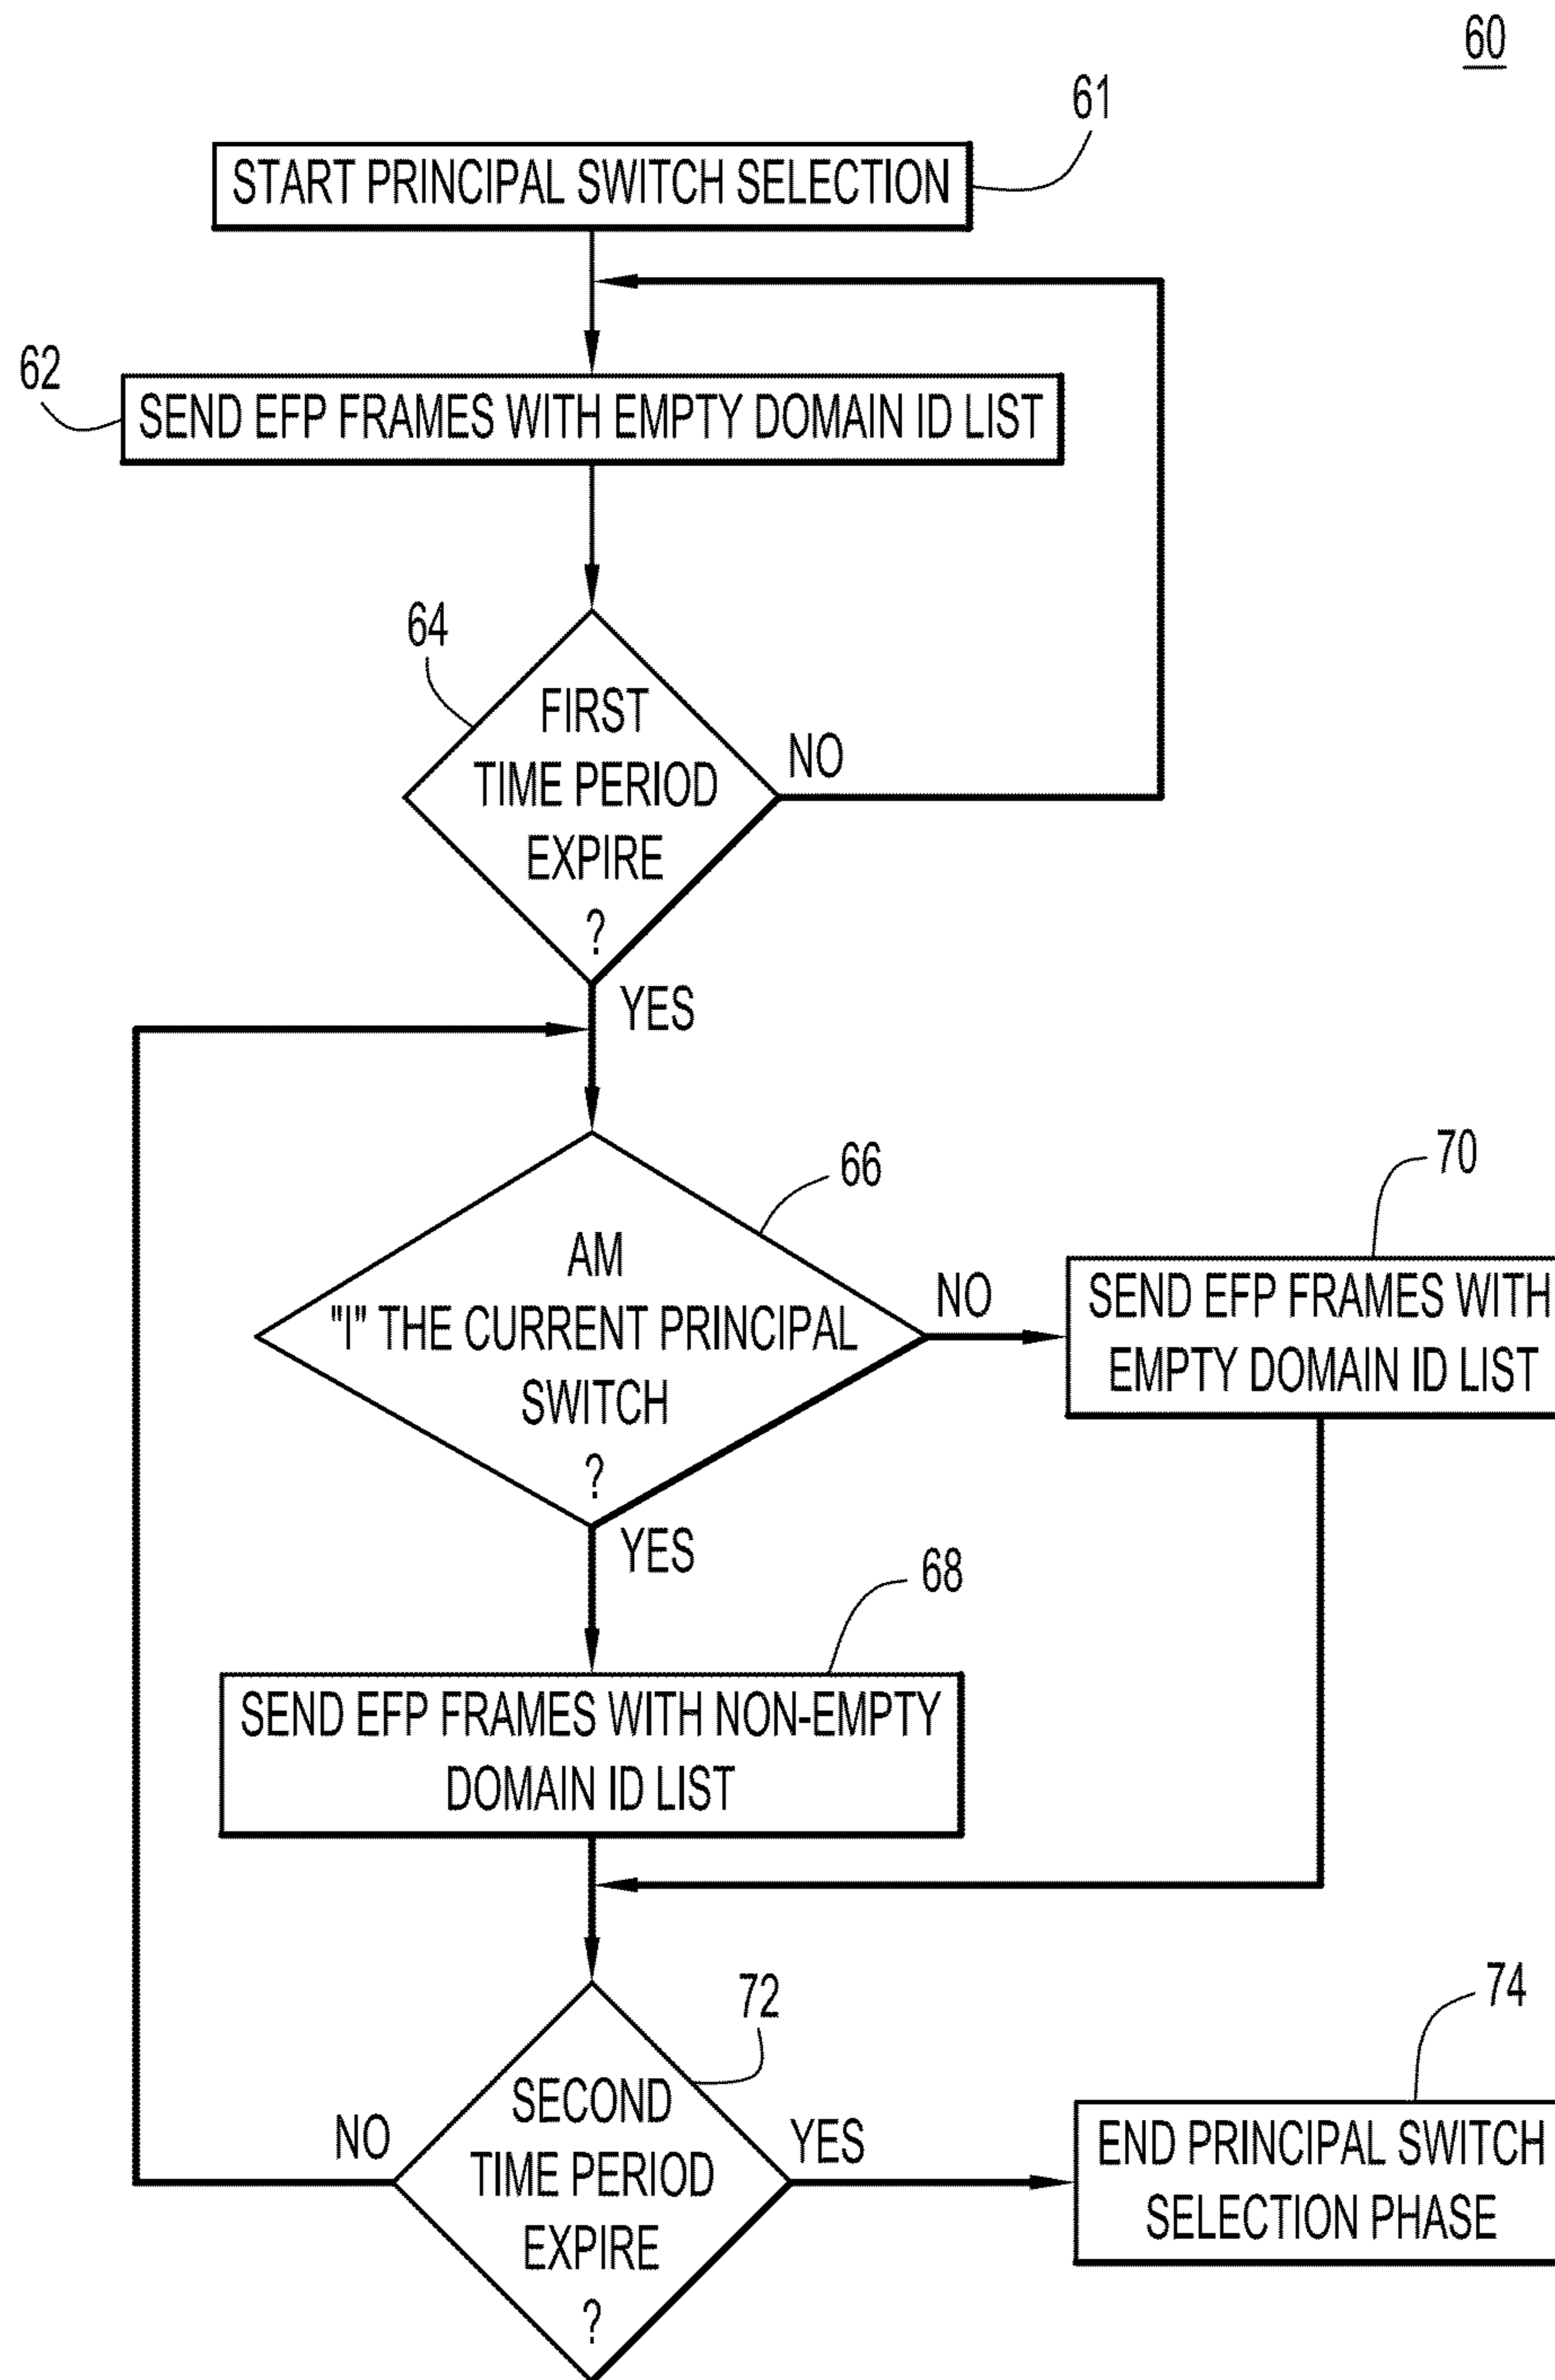 60
61
START PRINCIPAL SWITCH SELECTION
62
SEND EFP FRAMES WITH EMPTY DOMAIN ID LIST
64
FIRST
TIME PERIOD
EXPIRE
?
NO
YES
66
AM
"I" THE CURRENT PRINCIPAL
SWITCH
?
NO
70
SEND EFP FRAMES WITH
EMPTY DOMAIN ID LIST
YES
68
SEND EFP FRAMES WITH NON-EMPTY
DOMAIN ID LIST
72
SECOND
TIME PERIOD
EXPIRE
?
NO
YES
74
END PRINCIPAL SWITCH
SELECTION PHASE